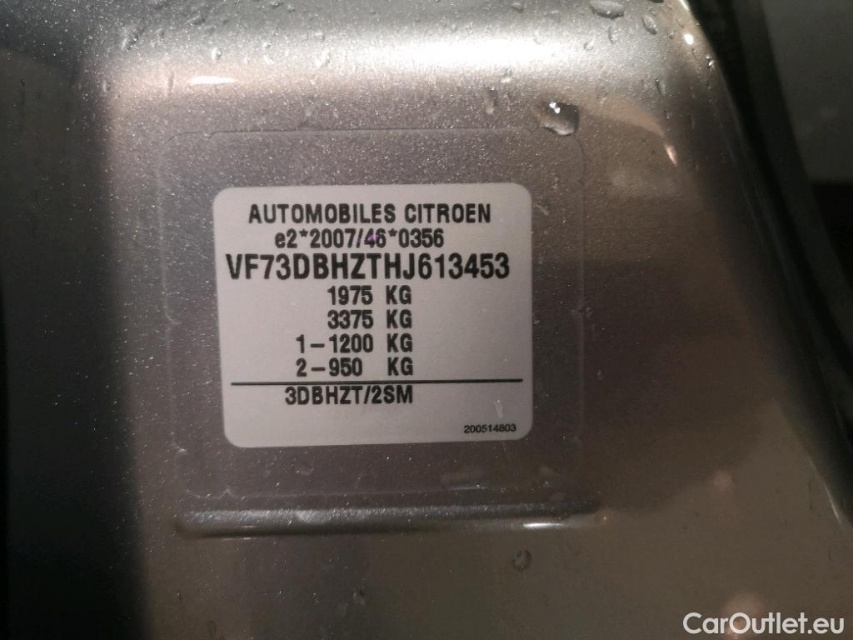 AUTOMOBILES CITROEN
e2*2007/46*0356
VF73DBHZTHJ613453
1975 KG
3375 KG
1-1200 KG
2-950 KG
3DBHZT/2SM
200514803
CarOutlet.eu